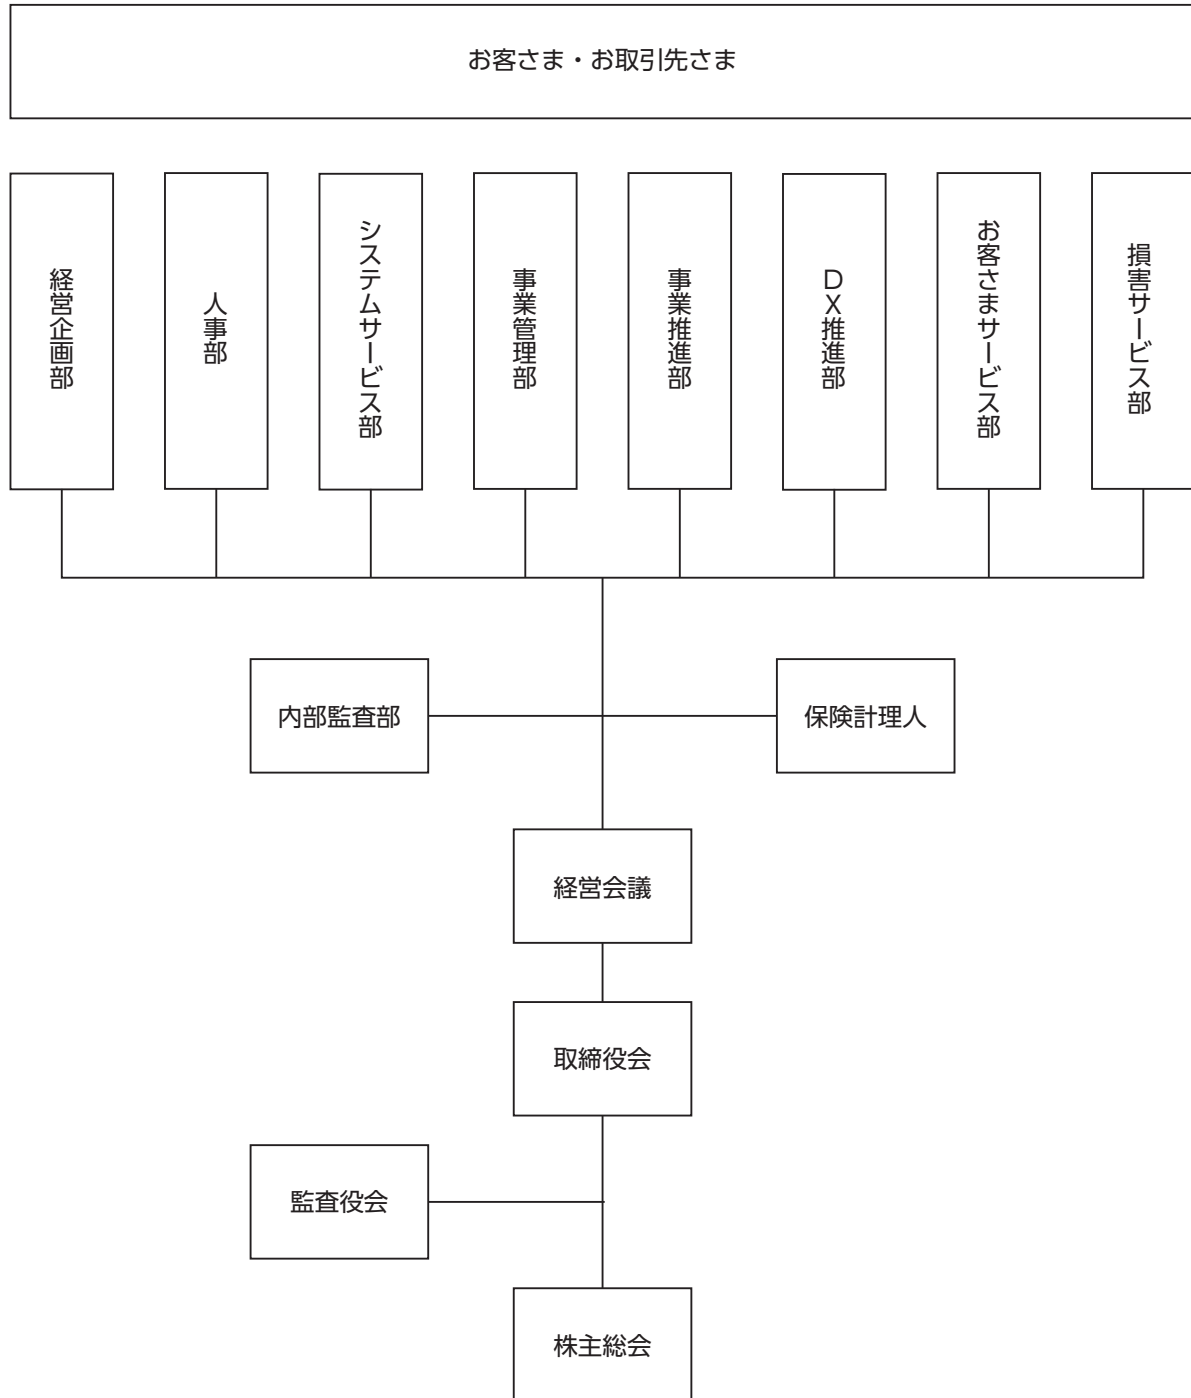 お客さま・お取引先さま
経営企画部
人事部
システムサービス部
事業管理部
事業推進部
DX推進部
お客さまサービス部
損害サービス部
内部監査部
保険計理人
経営会議
取締役会
監査役会
株主総会